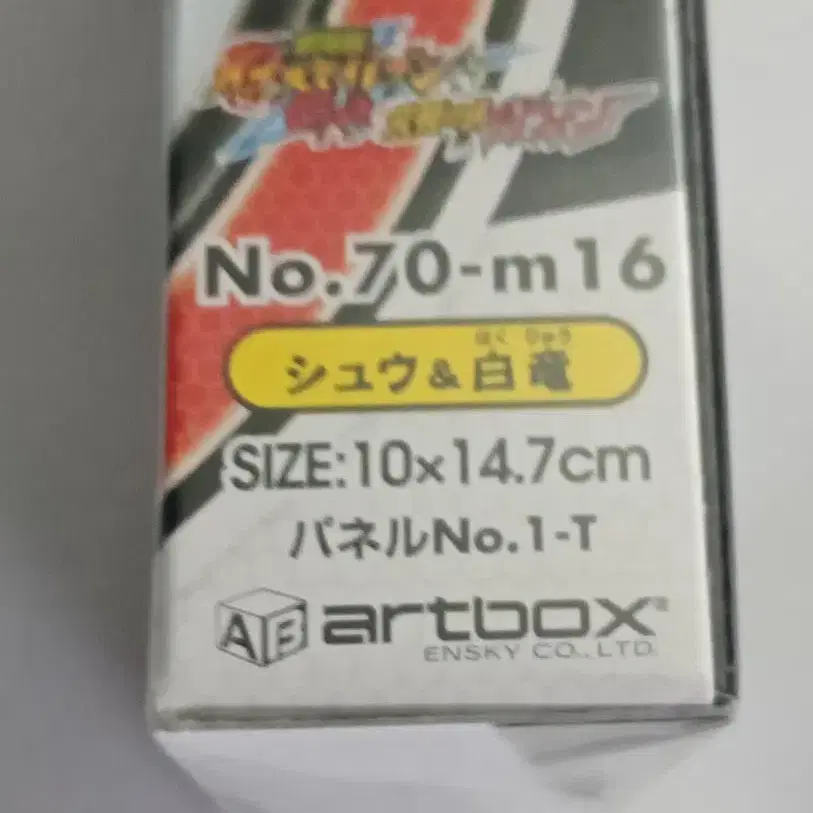 No.70-m16
はく りゅう
シュウ&白竜
SIZE:10×14.7cm
パネルNo.1-T
AB artbox
ENSKY CO.,LTD.